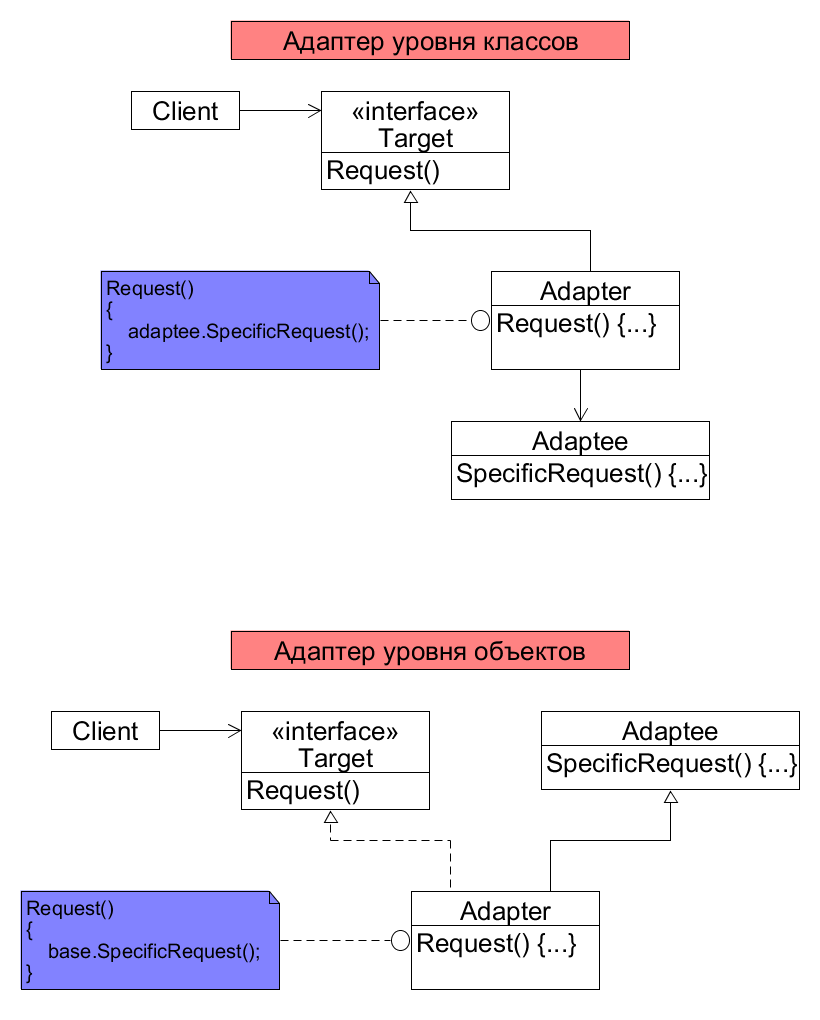 Адаптер уровня классов
Client
«interface»
Target
Request()
Request()
{
adaptee.SpecificRequest();
}
Adapter
Request() {...}
Adaptee
SpecificRequest() {...}
Адаптер уровня объектов
Client
«interface»
Target
Request()
Adaptee
SpecificRequest() {...}
Request()
{
base.SpecificRequest();
}
Adapter
Request() {...}